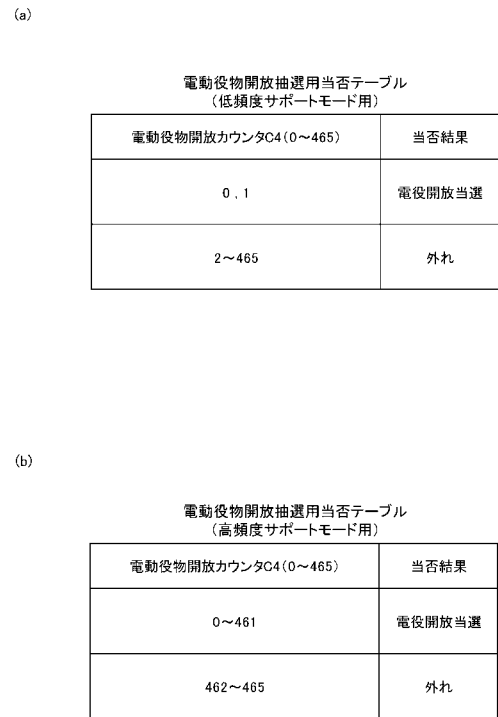 (a)
電動役物開放抽選用当否テーブル
(低頻度サポートモード用)
電動役物開放カウンタC4(0～465) 当否結果
0,1 電役開放当選
2～465 外れ
(b)
電動役物開放抽選用当否テーブル
(高頻度サポートモード用)
電動役物開放カウンタC4(0～465) 当否結果
0～461 電役開放当選
462～465 外れ